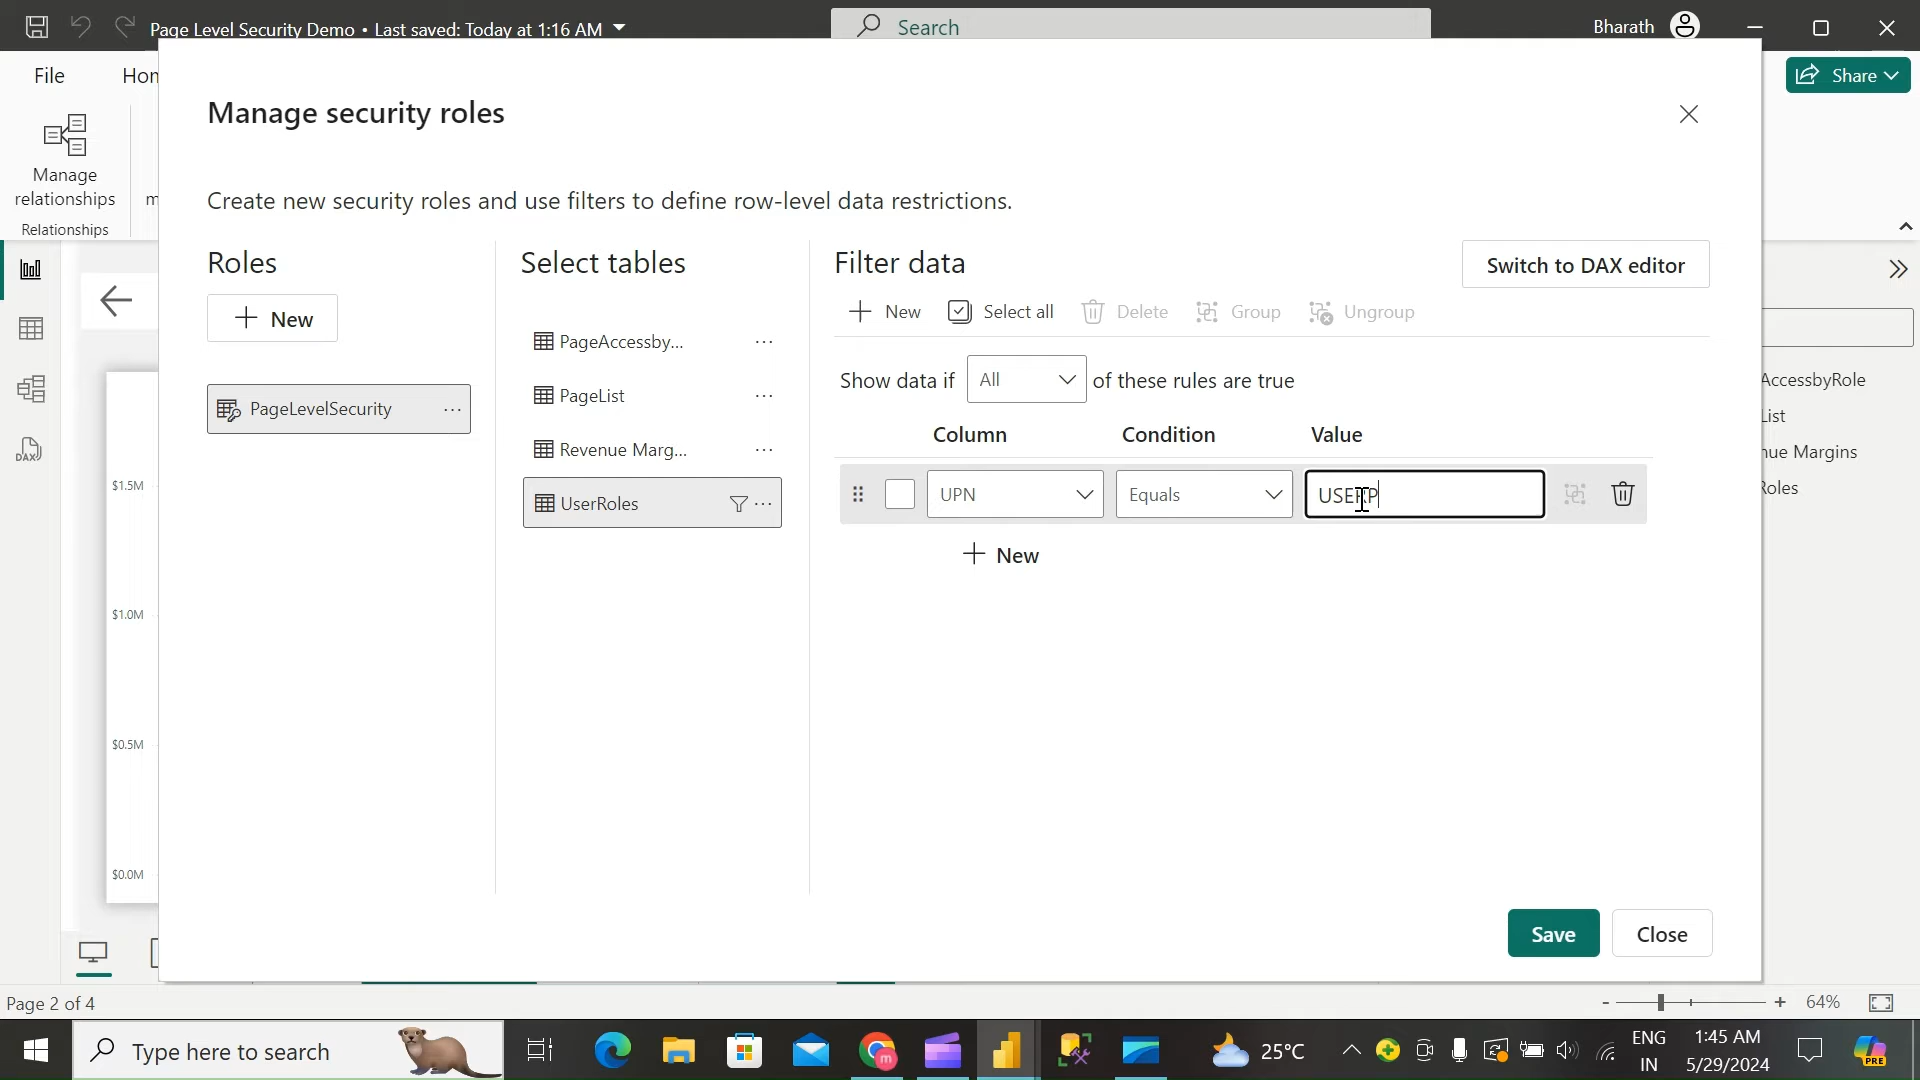 Page Level Security Demo • Last saved: Today at 1:16 AM
Search
Bharath
File
Hor
Share
Manage security roles
Manage
relationships
Relationships
Create new security roles and use filters to define row-level data restrictions.
Roles
Select tables
Filter data
Switch to DAX editor
New
New
Select all
Delete
Group
Ungroup
PageAccessby...
Show data if
All
of these rules are true
AccessbyRole
PageLevelSecurity
PageList
List
Column
Condition
Value
Revenue Marg...
nue Margins
DAX
UPN
Equals
USERP
UserRoles
Roles
New
$1.5M
$1.0M
$0.5M
$0.0M
Save
Close
Page 2 of 4
64%
Type here to search
25°C
ENG
IN
1:45 AM
5/29/2024
PRE